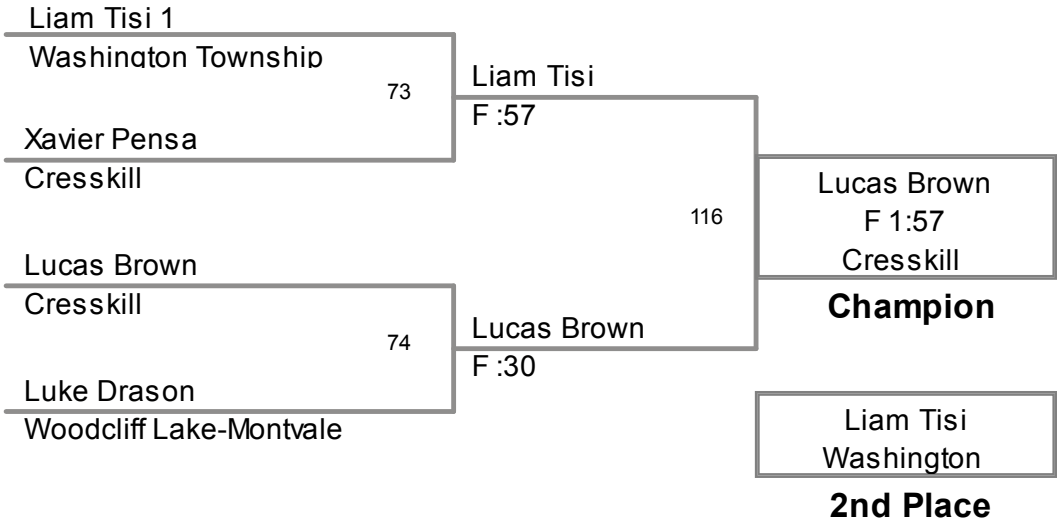 Liam Tisi 1
Washington Township
73
Liam Tisi
F :57
Xavier Pensa
Cresskill
116
Lucas Brown
F 1:57
Cresskill
Champion
Lucas Brown
Cresskill
74
Lucas Brown
F :30
Luke Drason
Woodcliff Lake-Montvale
Liam Tisi
Washington
2nd Place